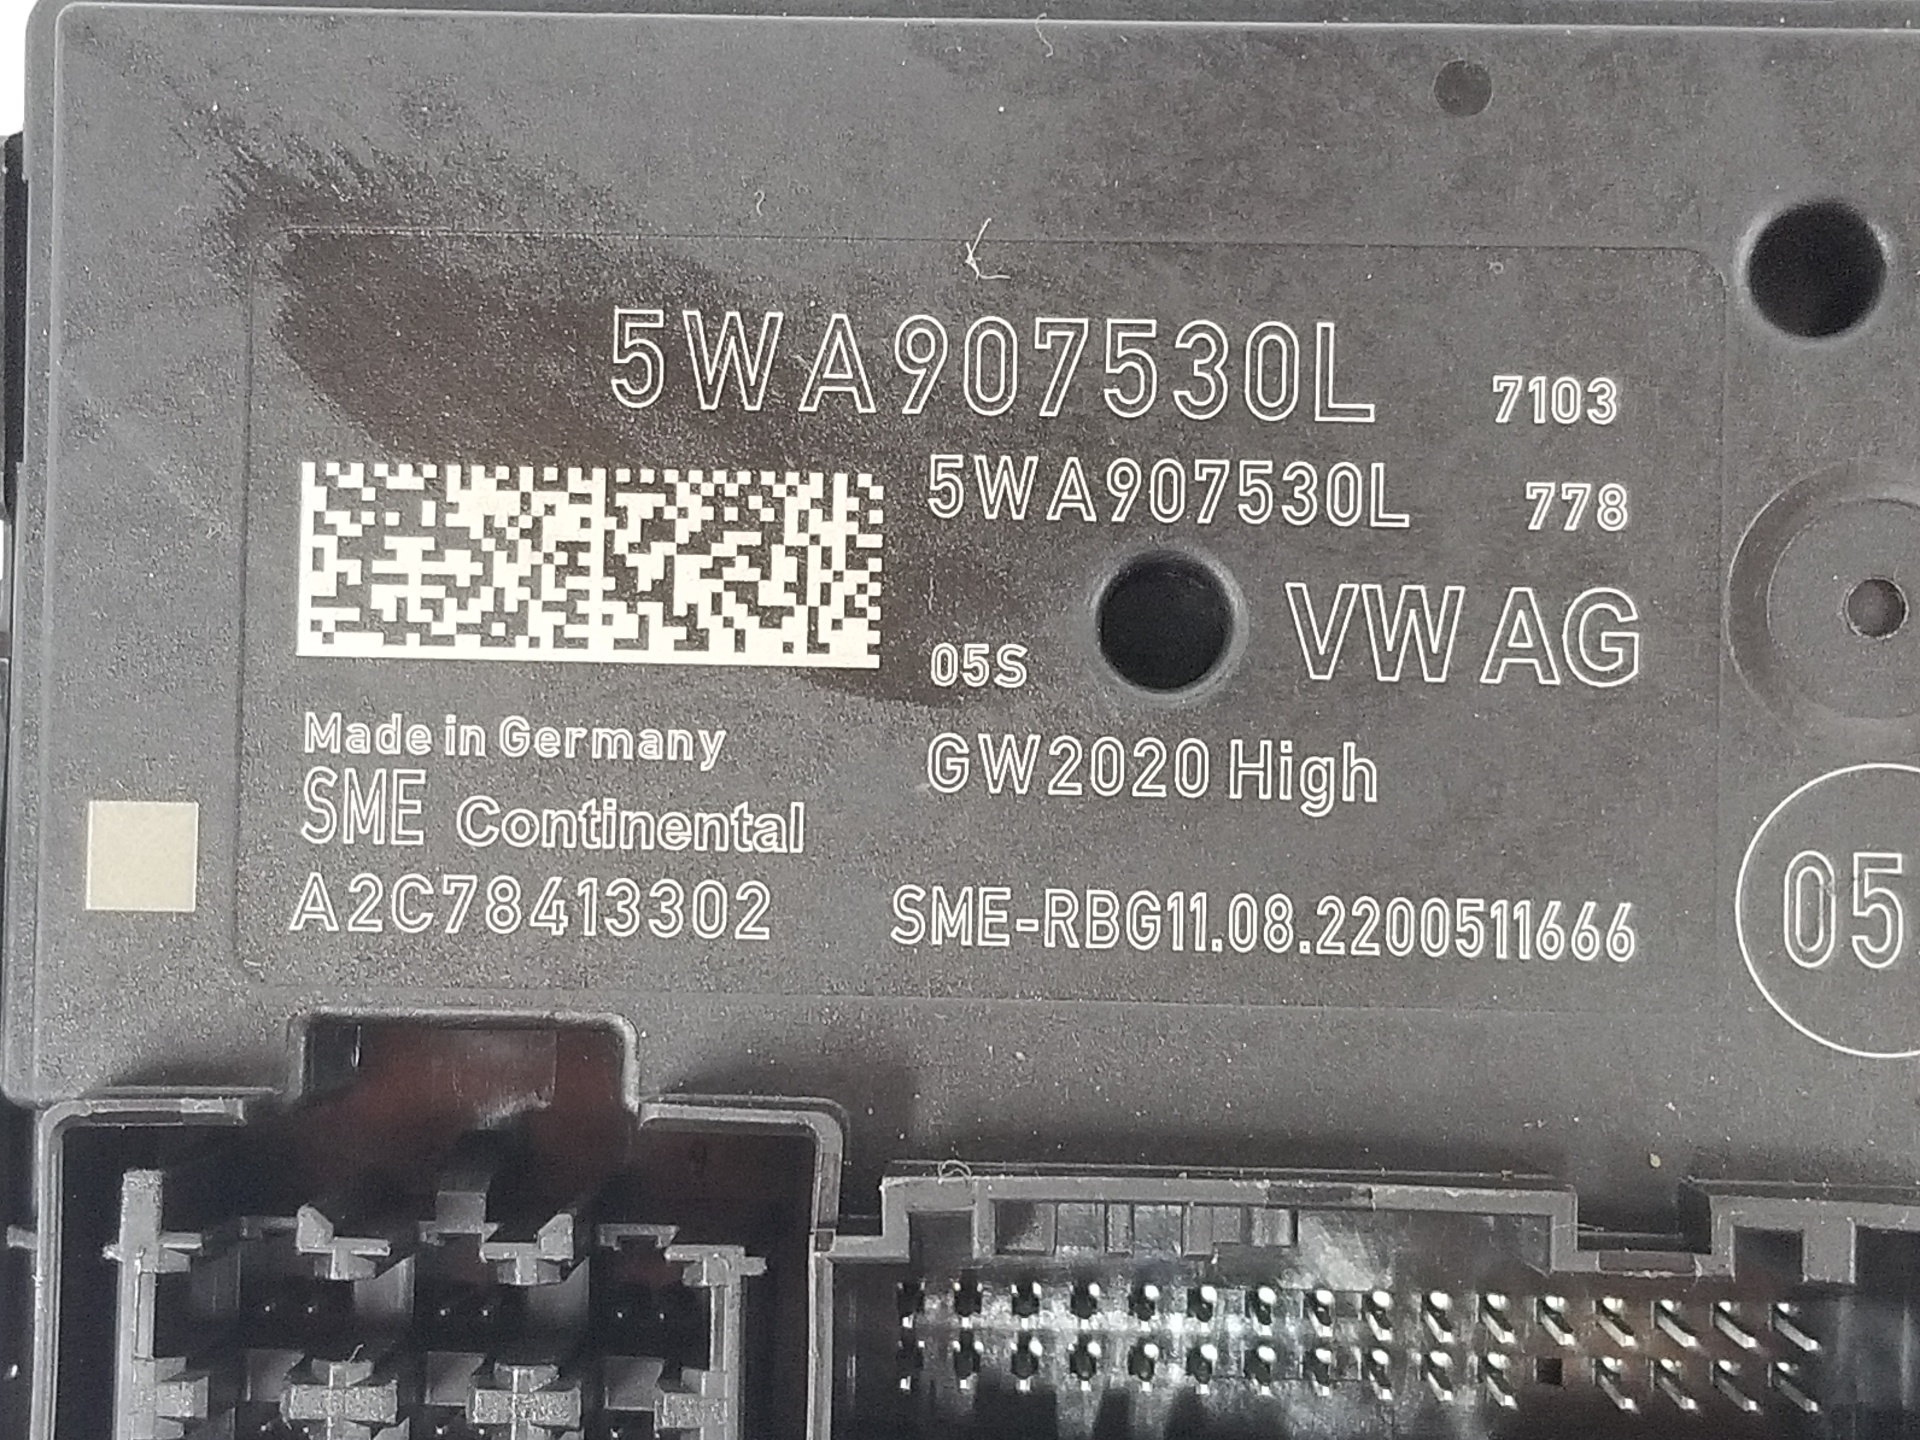 5WA907530L 7103
5WA907530L 778
05S VW AG
Made in Germany
SME Continental
GW2020 High
A2C78413302
SME-RBG11.08.2200511666
05